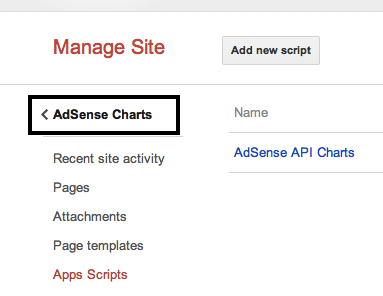 Manage Site
Add new script
AdSense Charts
Name
Recent site activity
AdSense API Charts
Pages
Attachments
Page templates
Apps Scripts